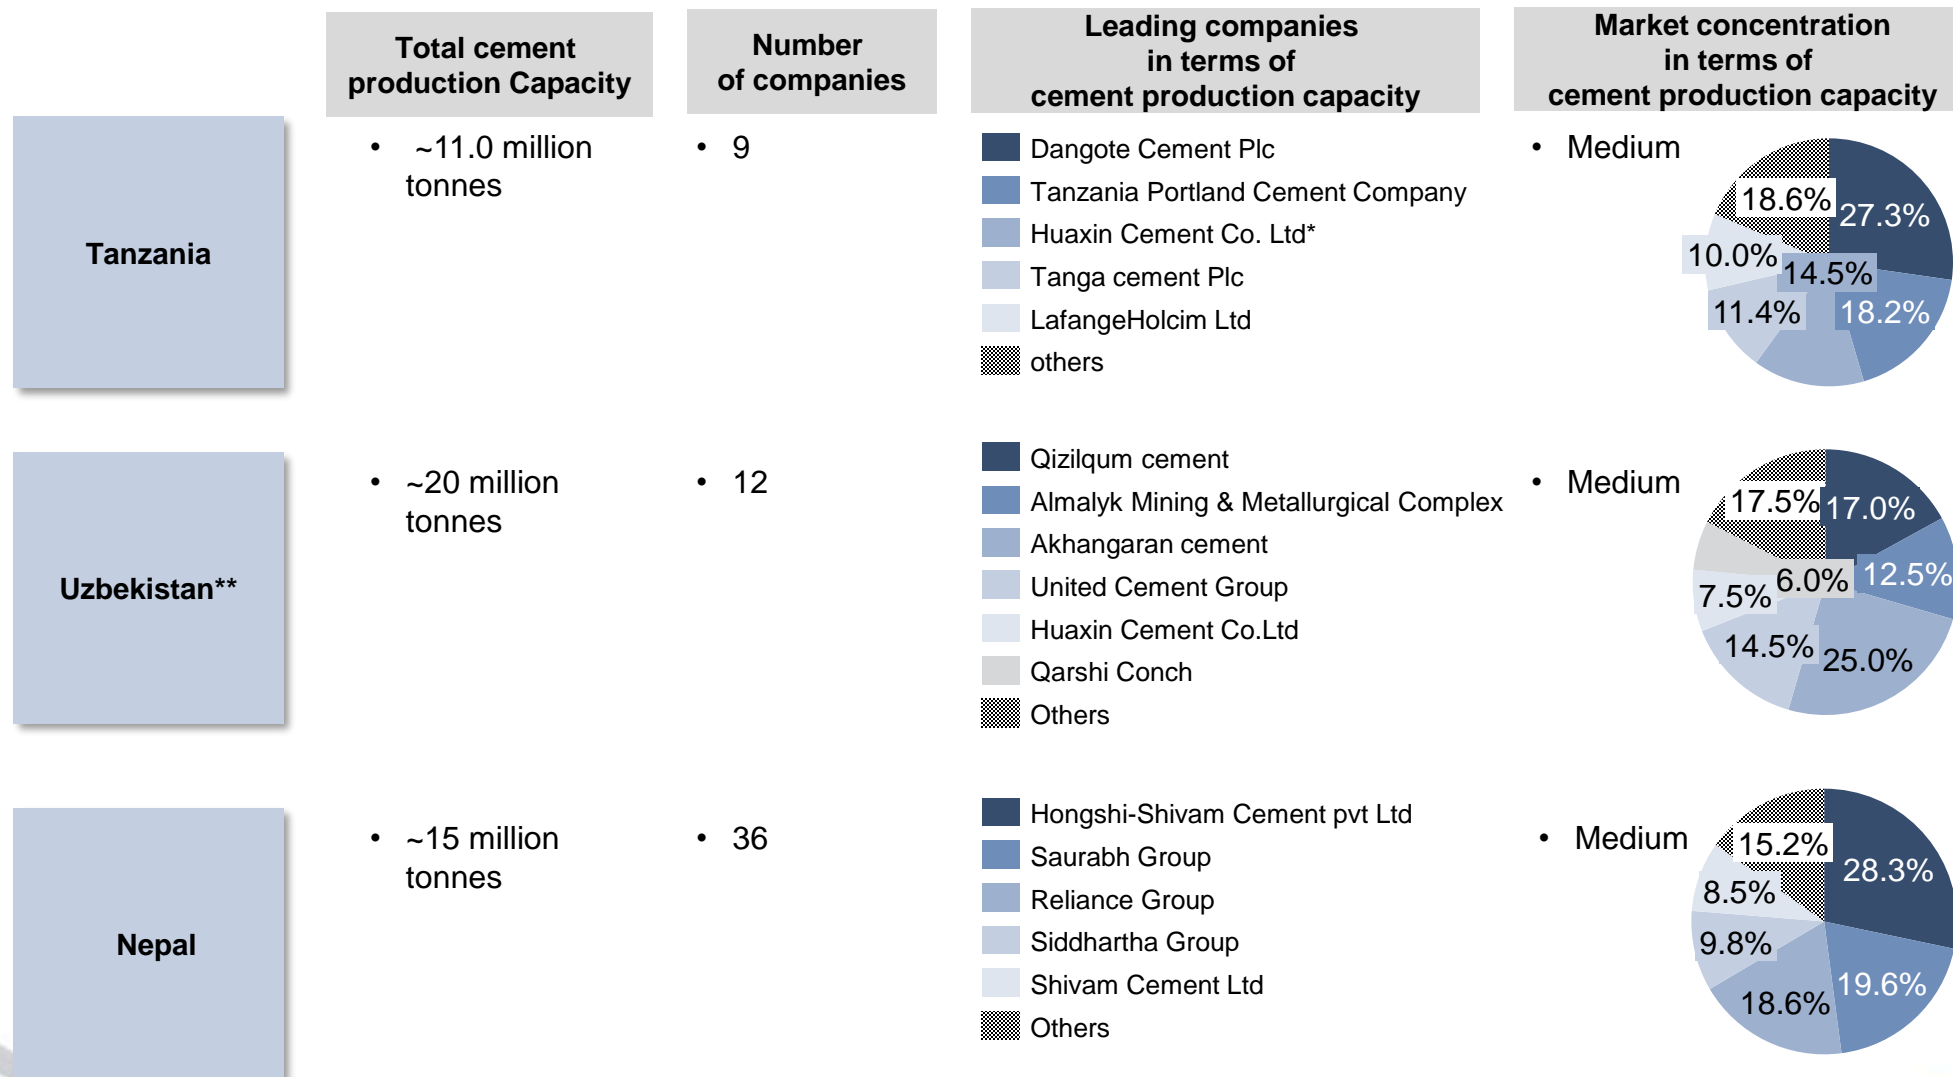 Total cement
production Capacity
Number
of companies
Leading companies
in terms of
cement production capacity
Market concentration
in terms of
cement production capacity
Tanzania
• ~11.0 million
tonnes
• 9
Dangote Cement Plc
Tanzania Portland Cement Company
Huaxin Cement Co. Ltd*
Tanga cement Plc
LafangeHolcim Ltd
others
• Medium
18.6%
27.3%
10.0%
14.5%
11.4%
18.2%
Uzbekistan**
• ~20 million
tonnes
• 12
Qizilqum cement
Almalyk Mining & Metallurgical Complex
Akhangaran cement
United Cement Group
Huaxin Cement Co.Ltd
Qarshi Conch
Others
• Medium
17.5%
17.0%
12.5%
6.0%
7.5%
14.5%
25.0%
Nepal
• ~15 million
tonnes
• 36
Hongshi-Shivam Cement pvt Ltd
Saurabh Group
Reliance Group
Siddhartha Group
Shivam Cement Ltd
Others
• Medium
15.2%
28.3%
8.5%
9.8%
19.6%
18.6%